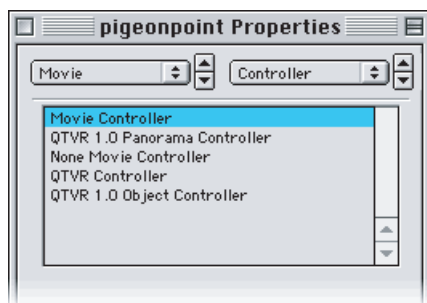 pigeonpoint Properties
Movie Controller
Movie Controller
QTVR 1.0 Panorama Controller
None Movie Controller
QTVR Controller
QTVR 1.0 Object Controller